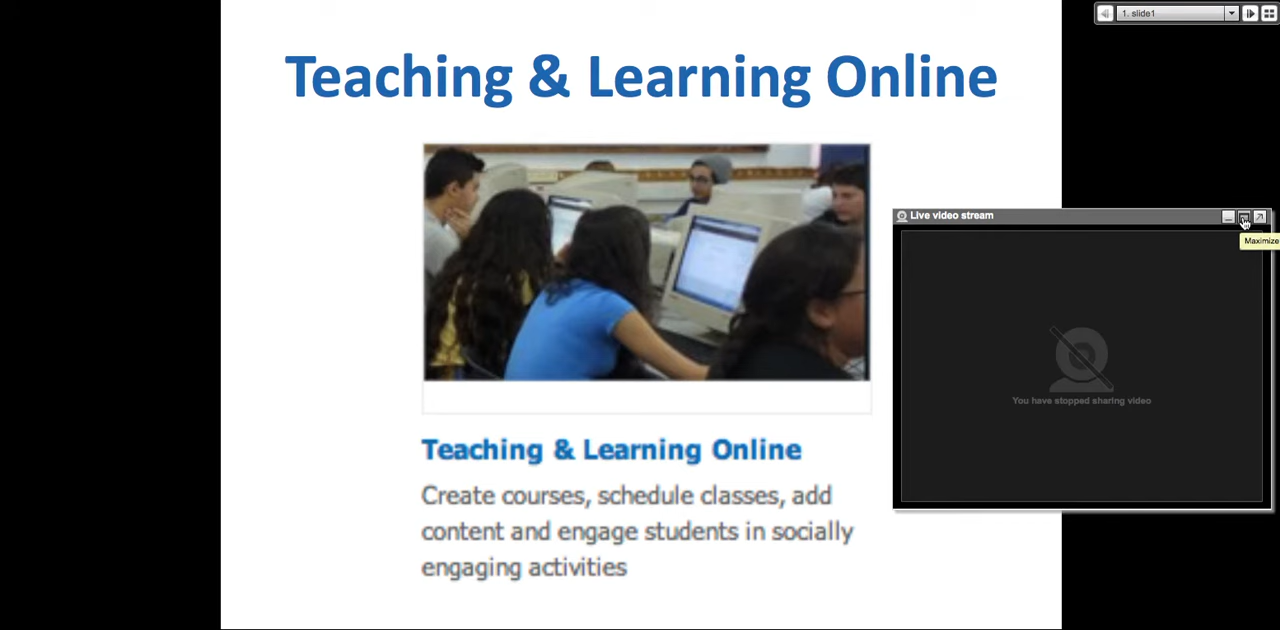 1. slide1
Teaching & Learning Online
Live video stream
Maximize
You have stopped sharing video
Teaching & Learning Online
Create courses, schedule classes, add
content and engage students in socially
engaging activities